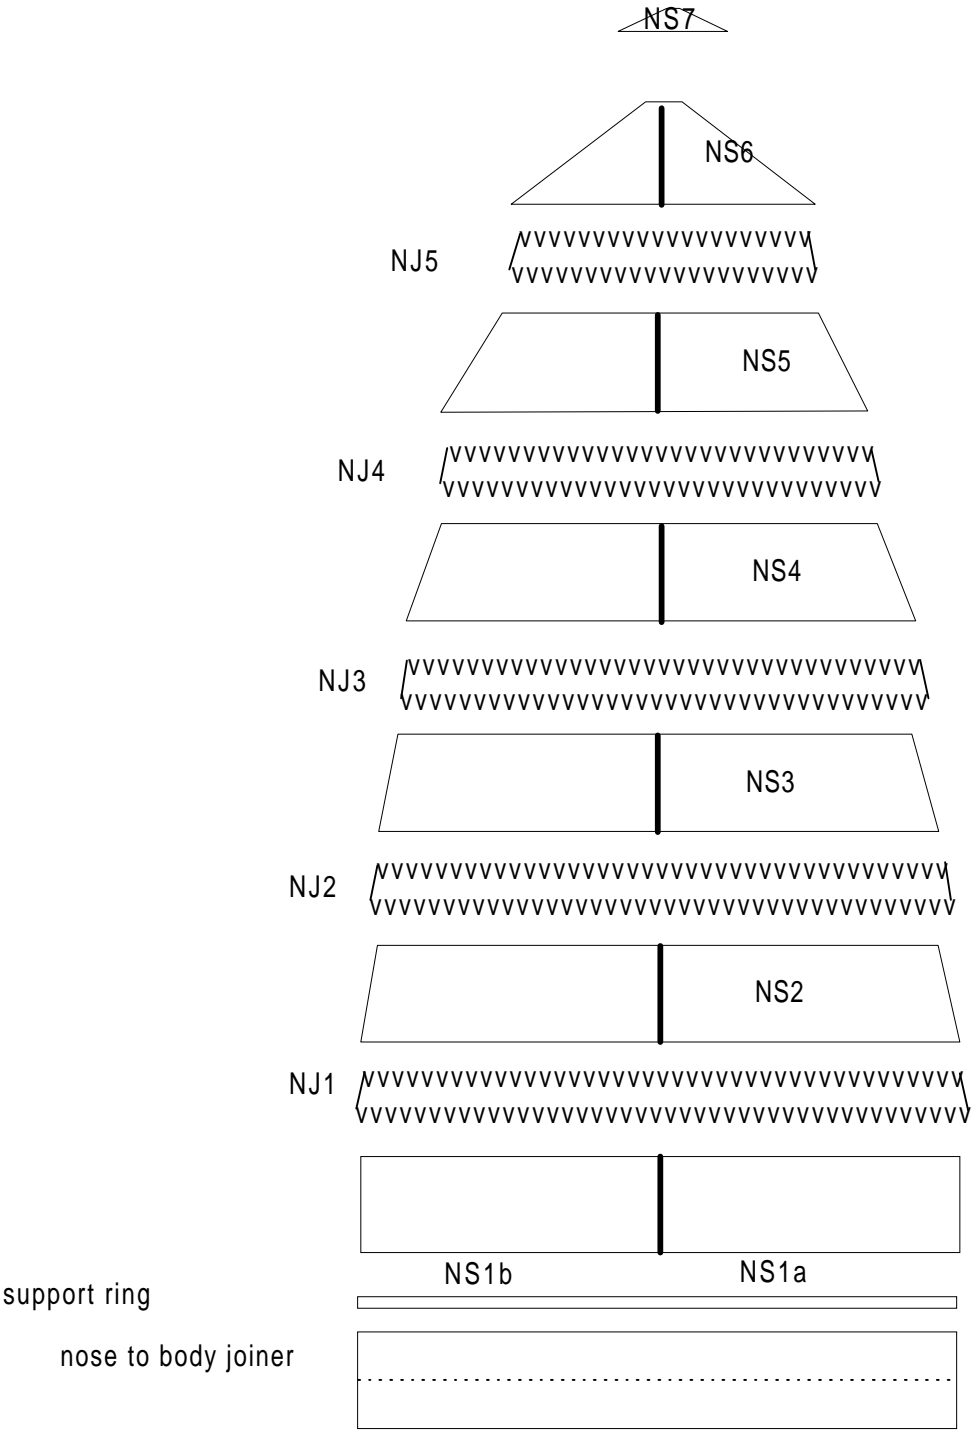 NS7
NS6
NJ5
NS5
NJ4
NS4
NJ3
NS3
NJ2
NS2
NJ1
NS1b NS1a
support ring
nose to body joiner